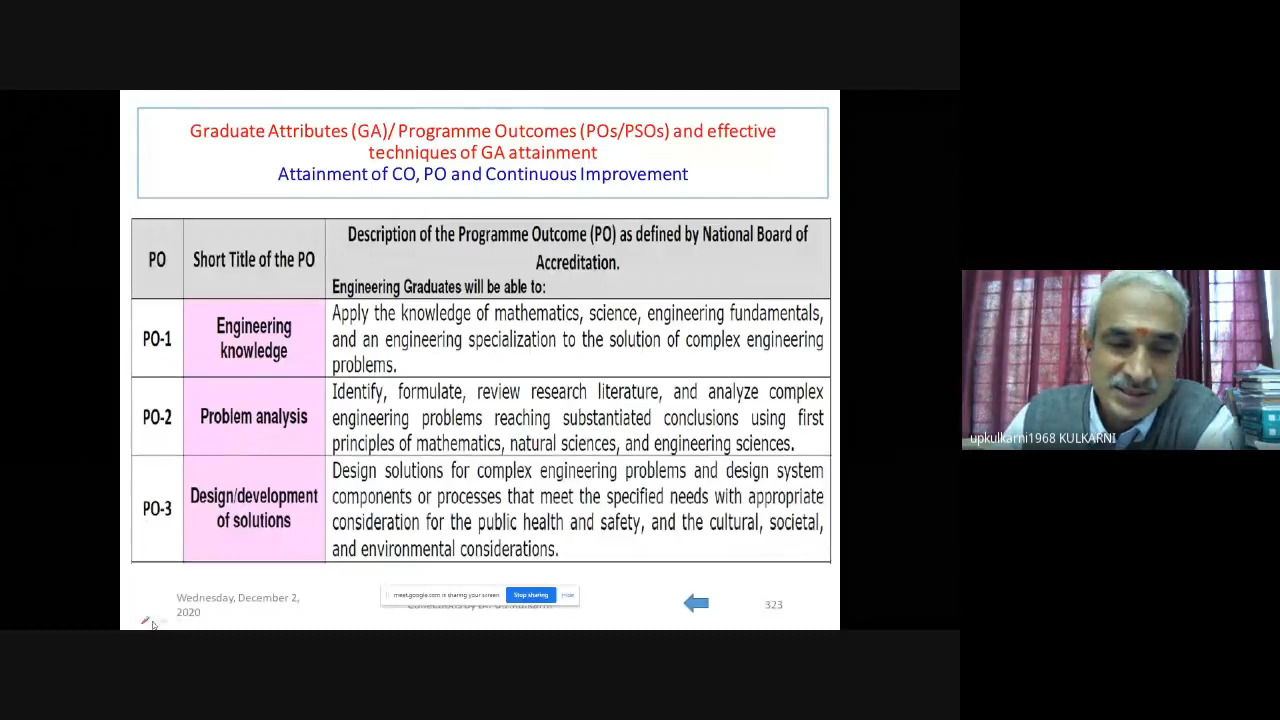 Graduate Attributes (GA)/ Programme Outcomes (POs/PSOs) and effective
techniques of GA attainment
Attainment of CO, PO and Continuous Improvement
PO
Short Title of the PO
Description of the Programme Outcome (PO) as defined by National Board of
Accreditation.
Engineering Graduates will be able to:
PO-1
Engineering
knowledge
Apply the knowledge of mathematics, science, engineering fundamentals,
and an engineering specialization to the solution of complex engineering
problems.
PO-2
Problem analysis
Identify, formulate, review research literature, and analyze complex
engineering problems reaching substantiated conclusions using first
principles of mathematics, natural sciences, and engineering sciences.
PO-3
Design/development
of solutions
Design solutions for complex engineering problems and design system
components or processes that meet the specified needs with appropriate
consideration for the public health and safety, and the cultural, societal,
and environmental considerations.
Wednesday, December 2,
2020
meet.google.com is sharing your screen
Stop sharing
Hide
323
upkulkarni1968 KULKARNI